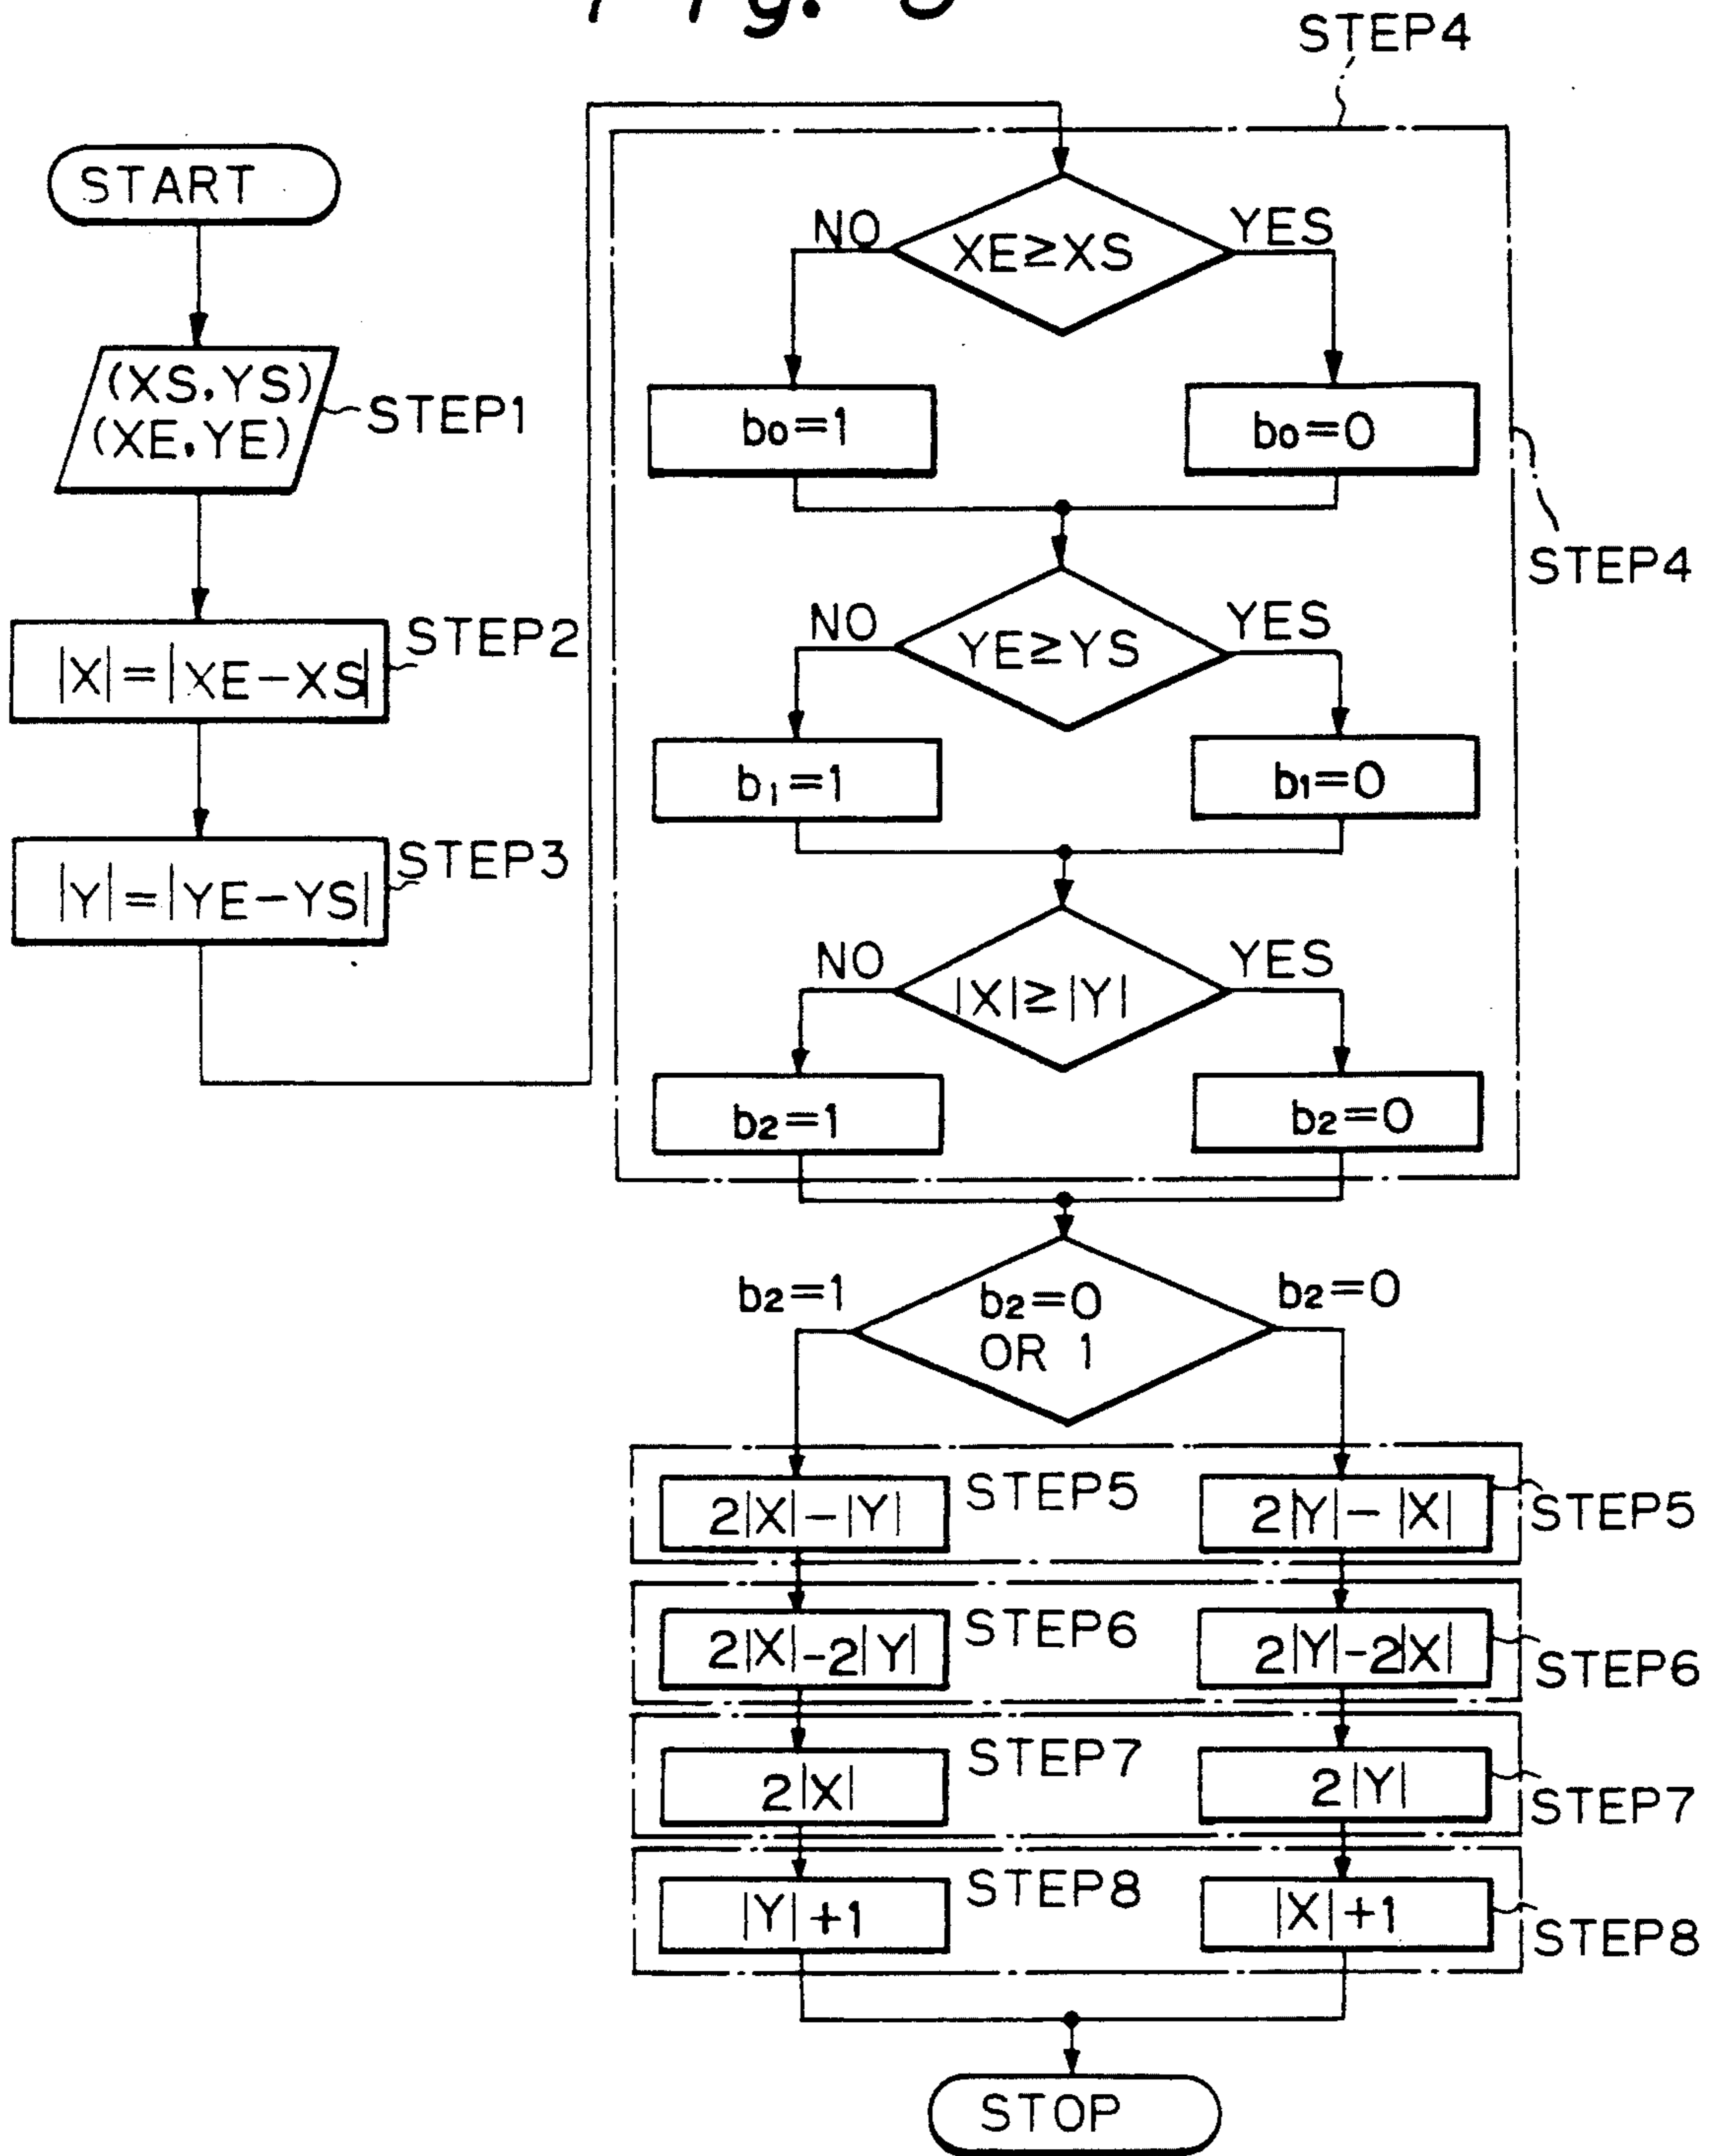 Fig.
STEP4
START
(XS.YS)
(XE.YE)
STEP1
STEP2
|X|=|XE-XS|
STEP3
|Y|=|YE-YS|
NO
XE≥XS
YES
b0=1
b0=0
STEP4
NO
YE≥YS
YES
b1=1
b1=0
NO
|X|≥|Y|
YES
b2=1
b2=0
b2=1
b2=0
OR 1
b2=0
2|X|-|Y|
STEP5
2|Y|-|X|
STEP5
2|X|-2|Y|
STEP6
2|Y|-2|X|
STEP6
2|X|
STEP7
2|Y|
STEP7
|Y|+1
STEP8
|X|+1
STEP8
STOP